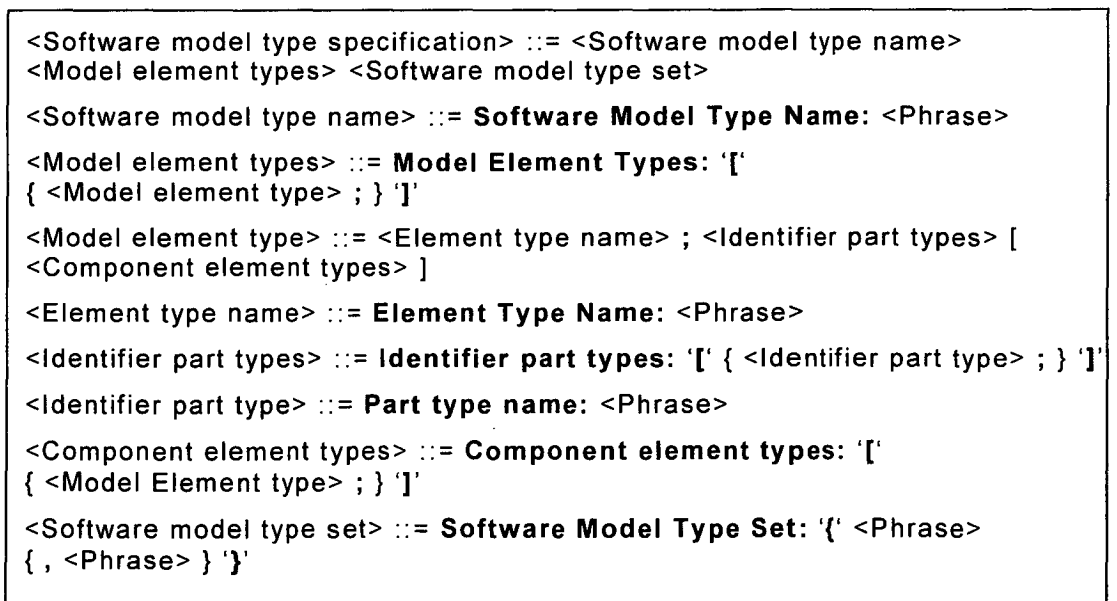 <Software model type specification> ::= <Software model type name>
<Model element types> <Software model type set>
<Software model type name> ::= Software Model Type Name: <Phrase>
<Model element types> ::= Model Element Types: ‘[‘
{ <Model element type> ; } ‘]’
<Model element type> ::= <Element type name> ; <Identifier part types> [
<Component element types> ]
<Element type name> ::= Element Type Name: <Phrase>
<Identifier part types> ::= Identifier part types: ‘[‘ { <Identifier part type> ; } ‘]’
<Identifier part type> ::= Part type name: <Phrase>
<Component element types> ::= Component element types: ‘[‘
{ <Model Element type> ; } ‘]’
<Software model type set> ::= Software Model Type Set: ‘{‘ <Phrase>
{ , <Phrase> } ‘}’